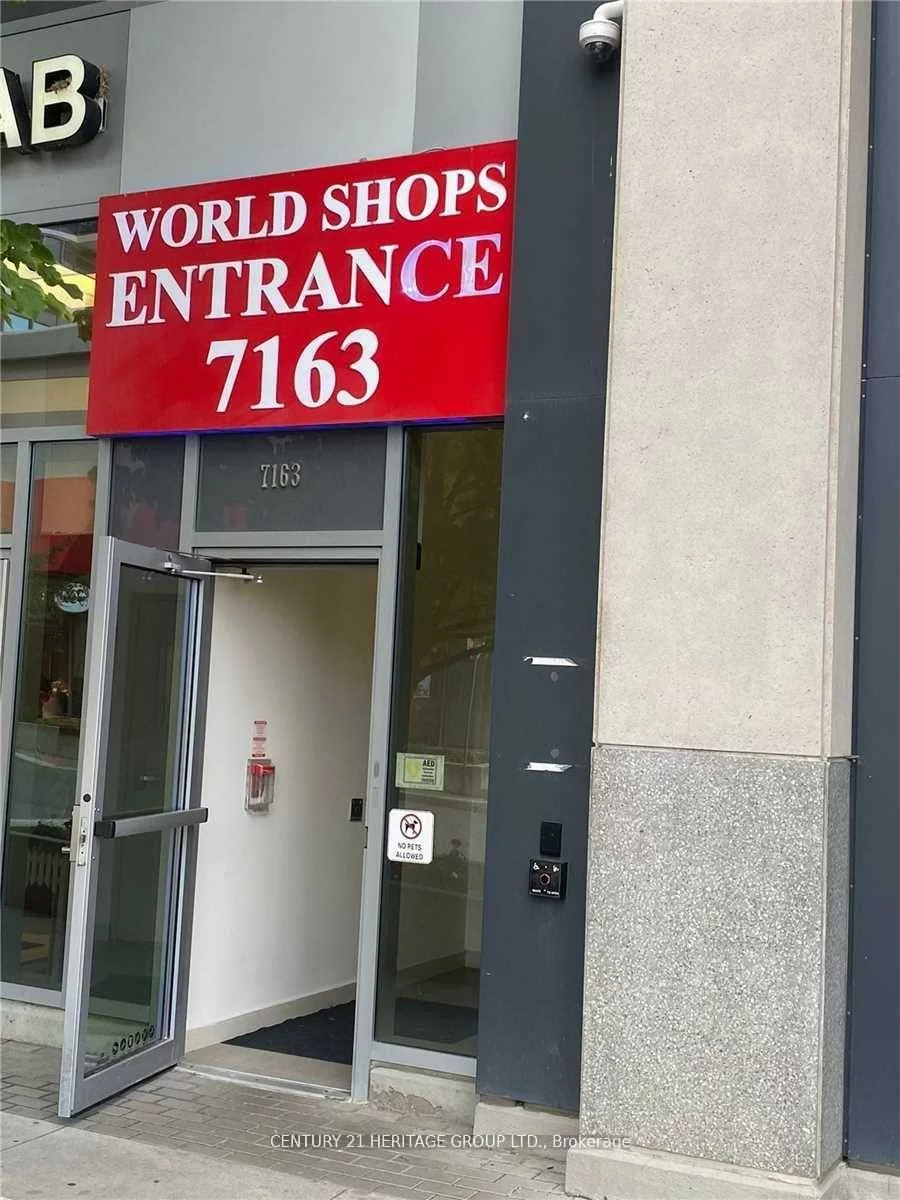 AB
WORLD SHOPS
ENTRANCE
7163
7163
AED
NO PETS
ALLOWED
CENTURY 21 HERITAGE GROUP LTD., Brokerage